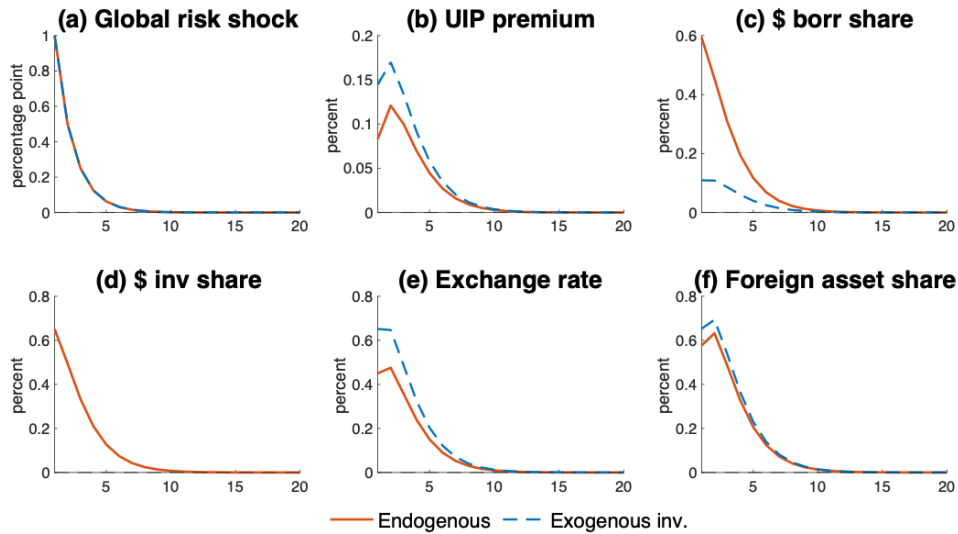 (a) Global risk shock
percentage point
1
0.8
0.6
0.4
0.2
0
5 10 15 20
(b) UIP premium
percent
0.2
0.15
0.1
0.05
0
5 10 15 20
(c) $ borr share
percent
0.6
0.4
0.2
0
5 10 15 20
(d) $ inv share
percent
0.8
0.6
0.4
0.2
0
5 10 15 20
(e) Exchange rate
percent
0.8
0.6
0.4
0.2
0
5 10 15 20
(f) Foreign asset share
percent
0.8
0.6
0.4
0.2
0
5 10 15 20
Endogenous Exogenous inv.